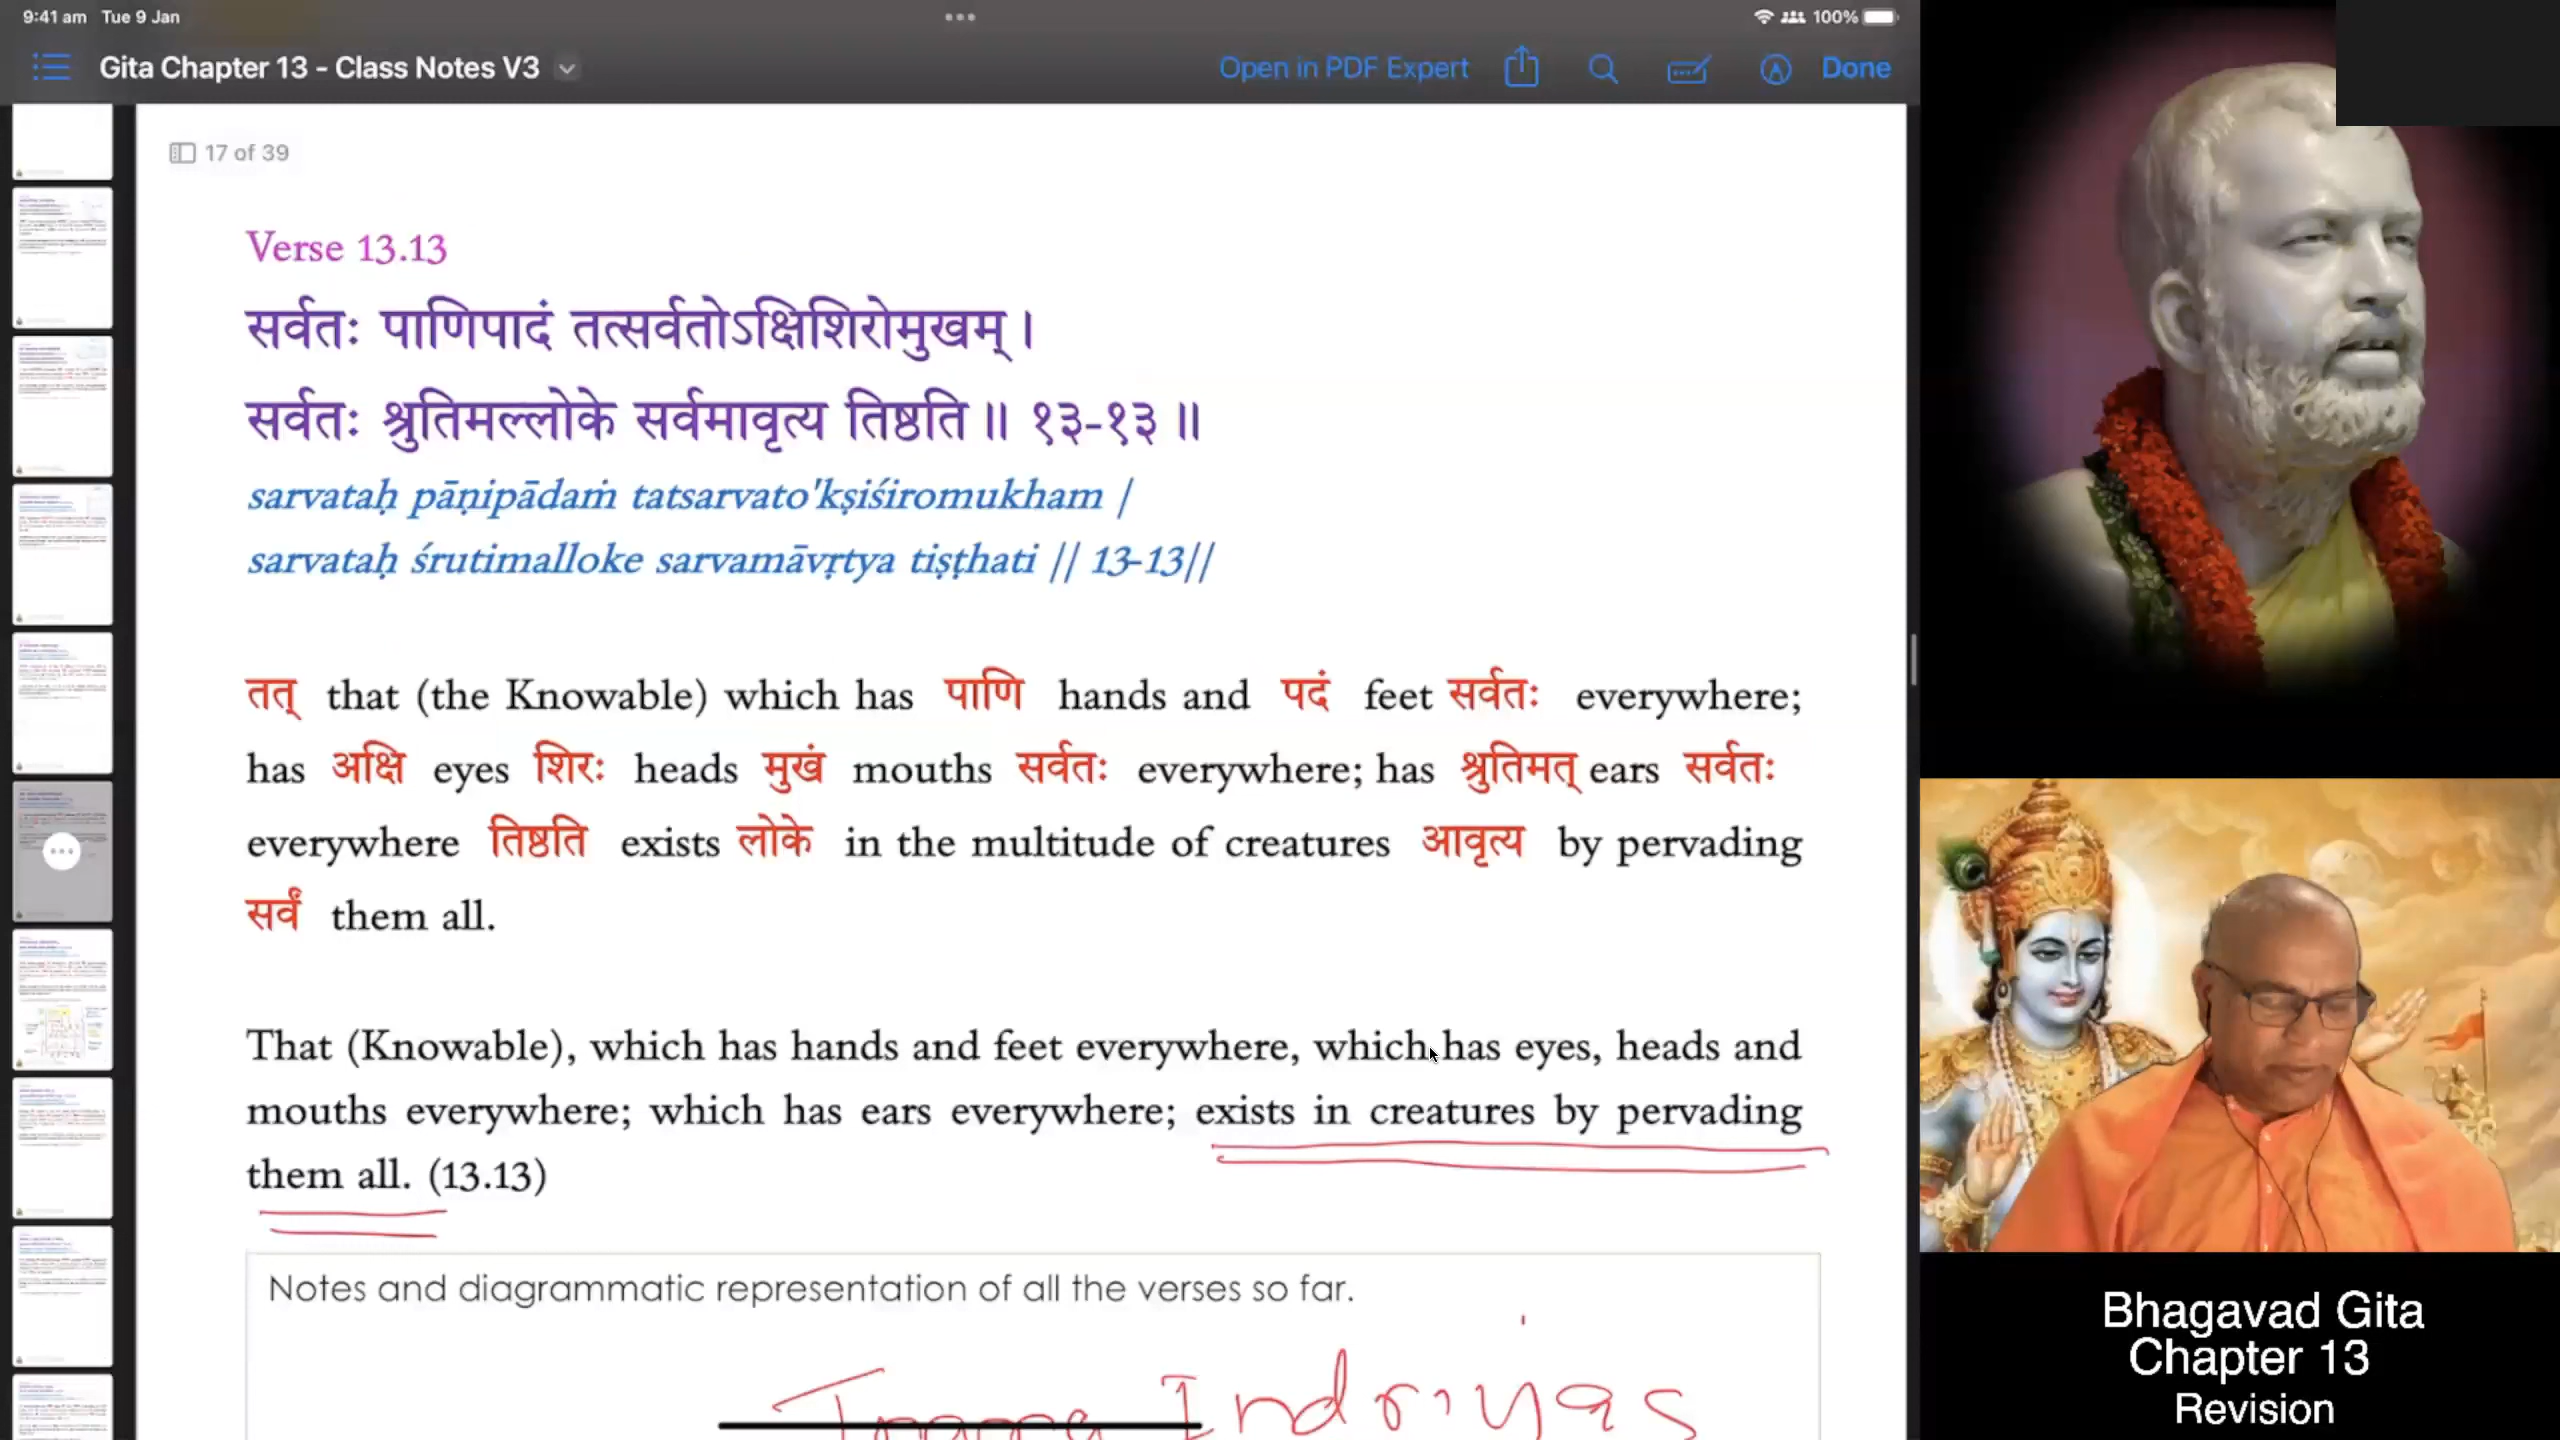 9:41 am Tue 9 Jan
100%
Gita Chapter 13 - Class Notes V3
Open in PDF Expert
Done
17 of 39
Verse 13.13
सर्वतः पाणिपादं तत्सर्वतोऽक्षिशिरोमुखम् ।
सर्वतः श्रुतिमल्लोके सर्वमावृत्य तिष्ठति ॥ १३-१३ ॥
sarvataḥ pāṇipādaṁ tatsarvato'kṣiśiromukham |
sarvataḥ śrutimalloke sarvamāvṛtya tiṣṭhati || 13-13||
तत् that (the Knowable) which has पाणि hands and पदं feet सर्वतः everywhere;
has अक्षि eyes शिरः heads मुखं mouths सर्वतः everywhere; has श्रुतिमत् ears सर्वतः
everywhere तिष्ठति exists लोके in the multitude of creatures आवृत्य by pervading
सर्वं them all.
That (Knowable), which has hands and feet everywhere, which has eyes, heads and
mouths everywhere; which has ears everywhere; exists in creatures by pervading
them all. (13.13)
Notes and diagrammatic representation of all the verses so far.
Indriyas
Bhagavad Gita
Chapter 13
Revision